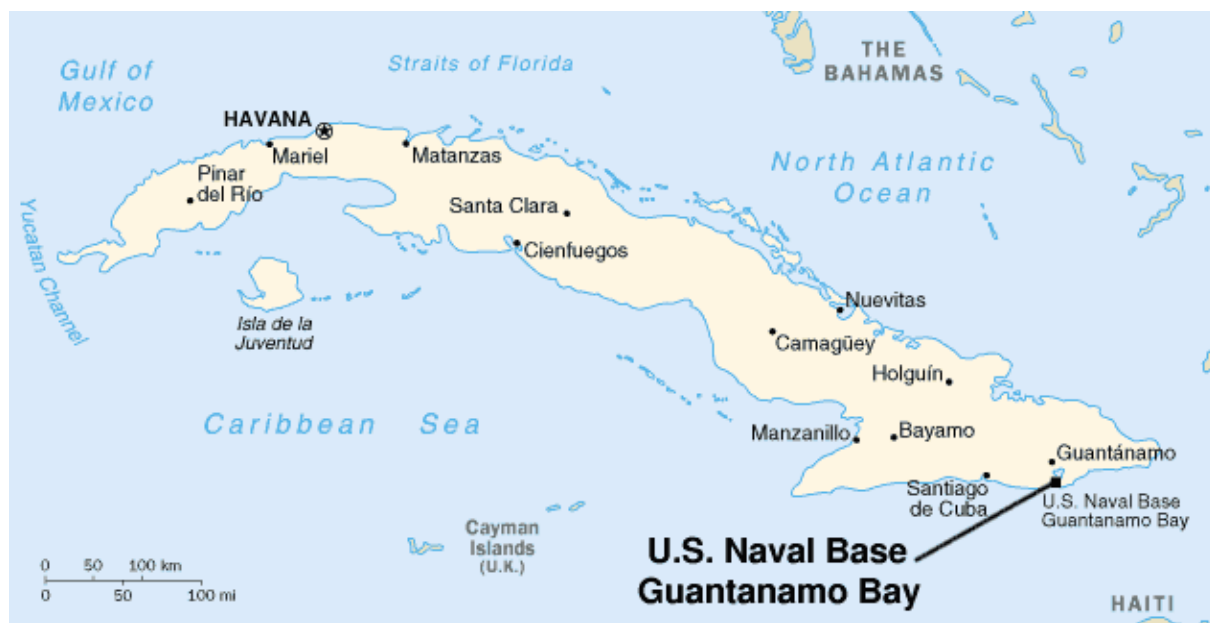 THE
BAHAMAS
Gulf of
Mexico
Straits of Florida
HAVANA
Mariel
Matanzas
North Atlantic
Ocean
Pinar
del Río
Santa Clara
Yucatan Channel
Cienfuegos
Isla de la
Juventud
Nuevitas
Camagüey
Holguín
Caribbean Sea
Manzanillo
Bayamo
Guantánamo
Santiago
de Cuba
U.S. Naval Base
Guantanamo Bay
Cayman
Islands
(U.K.)
U.S. Naval Base
Guantanamo Bay
0 50 100 km
0 50 100 mi
HAITI